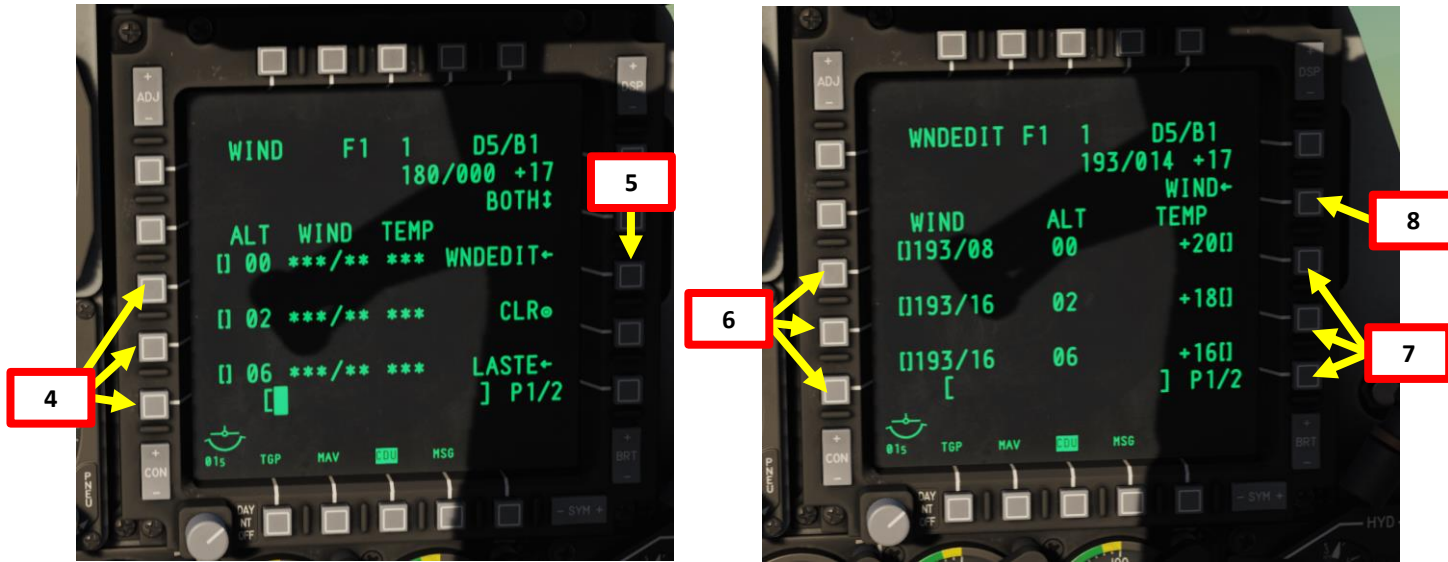 + ADJ -
+ DSP
WIND F1 1 D5/B1
180/000 +17
BOTH↕
5
ALT WIND TEMP
[] 00 ***/** *** WNDEDIT←
[] 02 ***/** *** CLR⊙
4
[] 06 ***/** *** LASTE←
[ ] P1/2
01s TGP NAV CDU MSG
+ CON -
+ BRT -
PNEU
DAY
NT
OFF
- SYM +
+ ADJ -
+ DSP -
WNDEDIT F1 1 D5/B1
193/014 +17
WIND←
8
WIND ALT TEMP
[]193/08 00 +20[]
6
[]193/16 02 +18[]
7
[]193/16 06 +16[]
[ ] P1/2
01s TGP NAV CDU MSG
+ CON -
+ BRT -
PNEU
DAY
NT
OFF
- SYM +
HYD
100